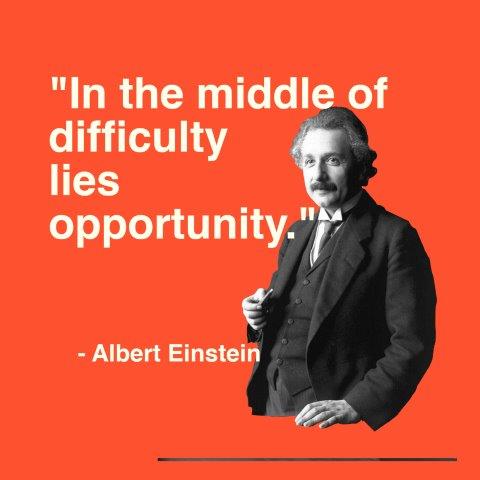 "In the middle of
difficulty
lies
opportunity."
- Albert Einstein